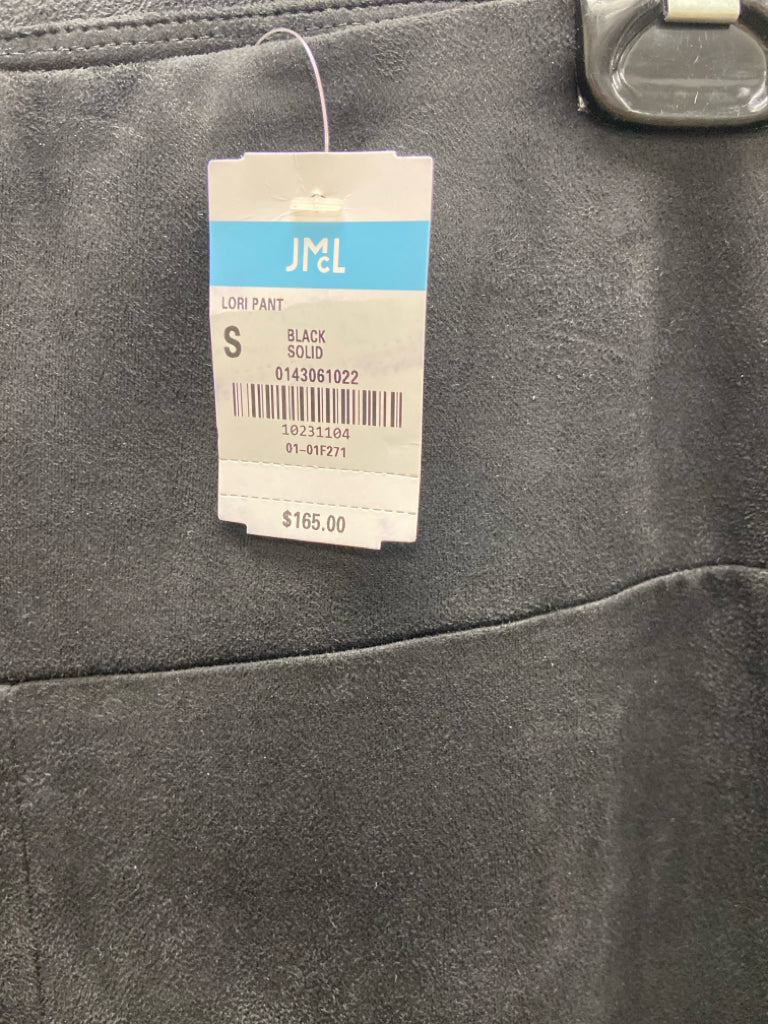 JMcL
LORI PANT
S BLACK
SOLID
0143061022
10231104
01-01F271
$165.00